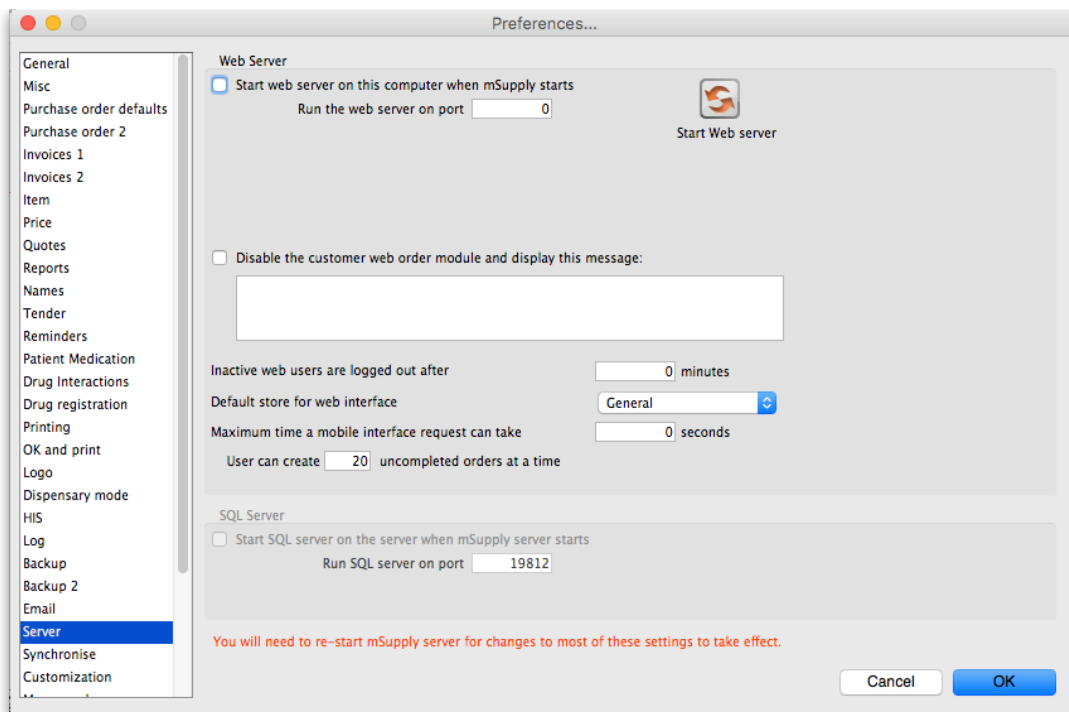 Preferences...
General
Misc
Purchase order defaults
Purchase order 2
Invoices 1
Invoices 2
Item
Price
Quotes
Reports
Names
Tender
Reminders
Patient Medication
Drug Interactions
Drug registration
Printing
OK and print
Logo
Dispensary mode
HIS
Log
Backup
Backup 2
Email
Server
Synchronise
Customization
Web Server
Start web server on this computer when mSupply starts
Run the web server on port 0
Start Web server
Disable the customer web order module and display this message:
Inactive web users are logged out after 0 minutes
Default store for web interface General
Maximum time a mobile interface request can take 0 seconds
User can create 20 uncompleted orders at a time
SQL Server
Start SQL server on the server when mSupply server starts
Run SQL server on port 19812
You will need to re-start mSupply server for changes to most of these settings to take effect.
Cancel OK